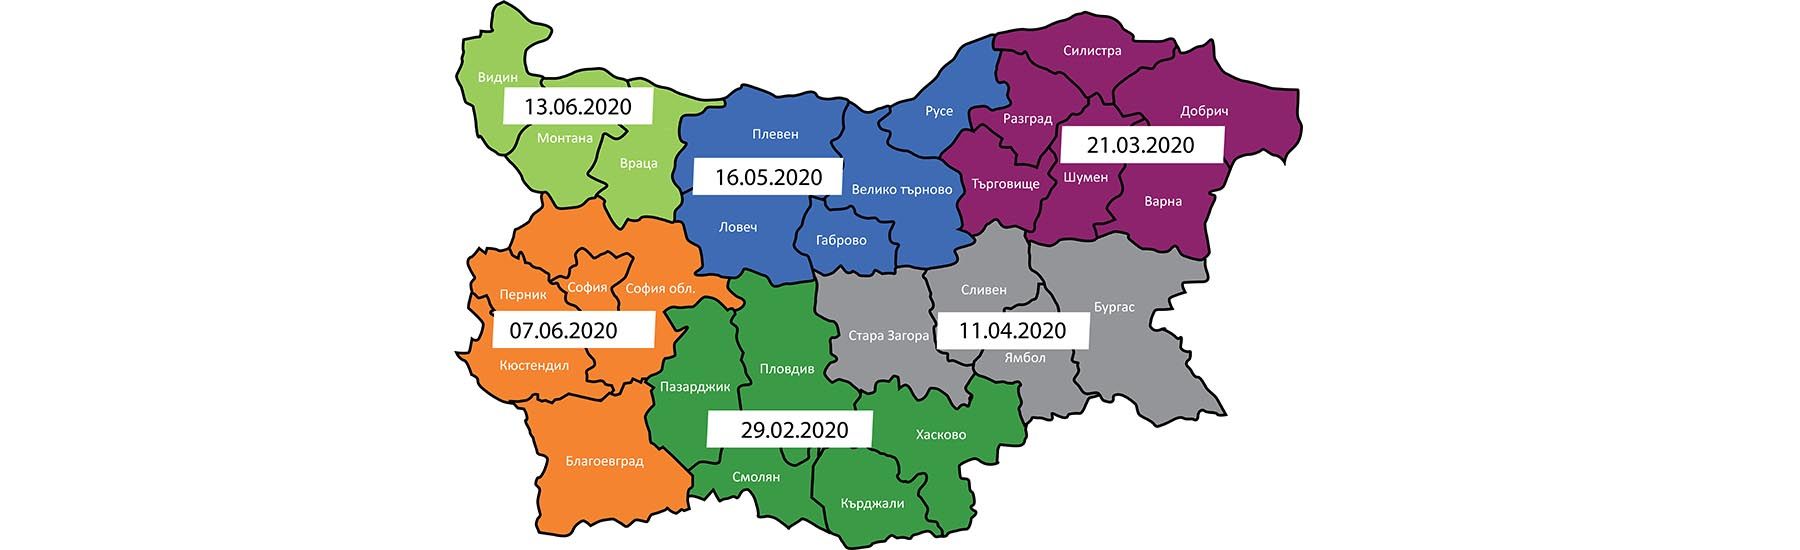 Видин
13.06.2020
Монтана
Враца
Плевен
16.05.2020
Велико търново
Ловеч
Габрово
Русе
Силистра
Разград
Добрич
21.03.2020
Търговище
Шумен
Варна
Перник
София
София обл.
07.06.2020
Кюстендил
Благоевград
Пазарджик
Пловдив
29.02.2020
Смолян
Хасково
Кърджали
Стара Загора
Сливен
11.04.2020
Ямбол
Бургас